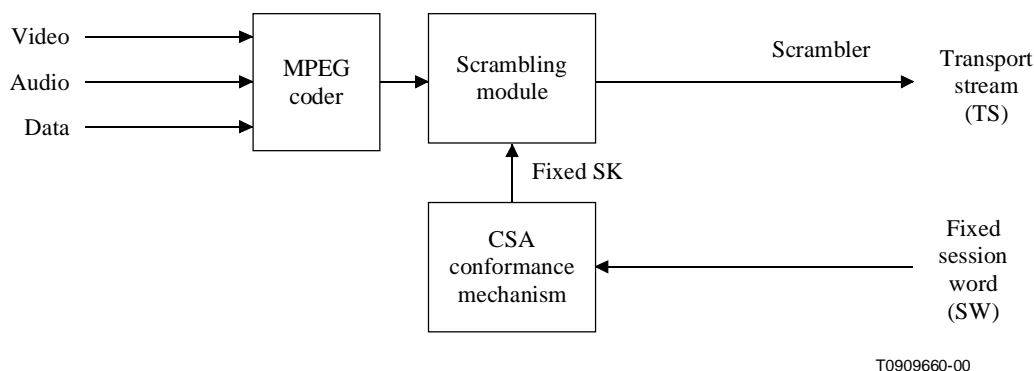 Video
Audio
Data
MPEG
coder
Scrambling
module
Scrambler
Transport
stream
(TS)
Fixed SK
CSA
conformance
mechanism
Fixed
session
word
(SW)
T0909660-00